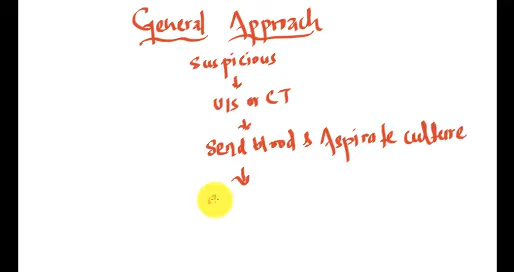 General Approach
Suspicious
↓
U/S or CT
↓
Send blood & Aspirate culture
↓